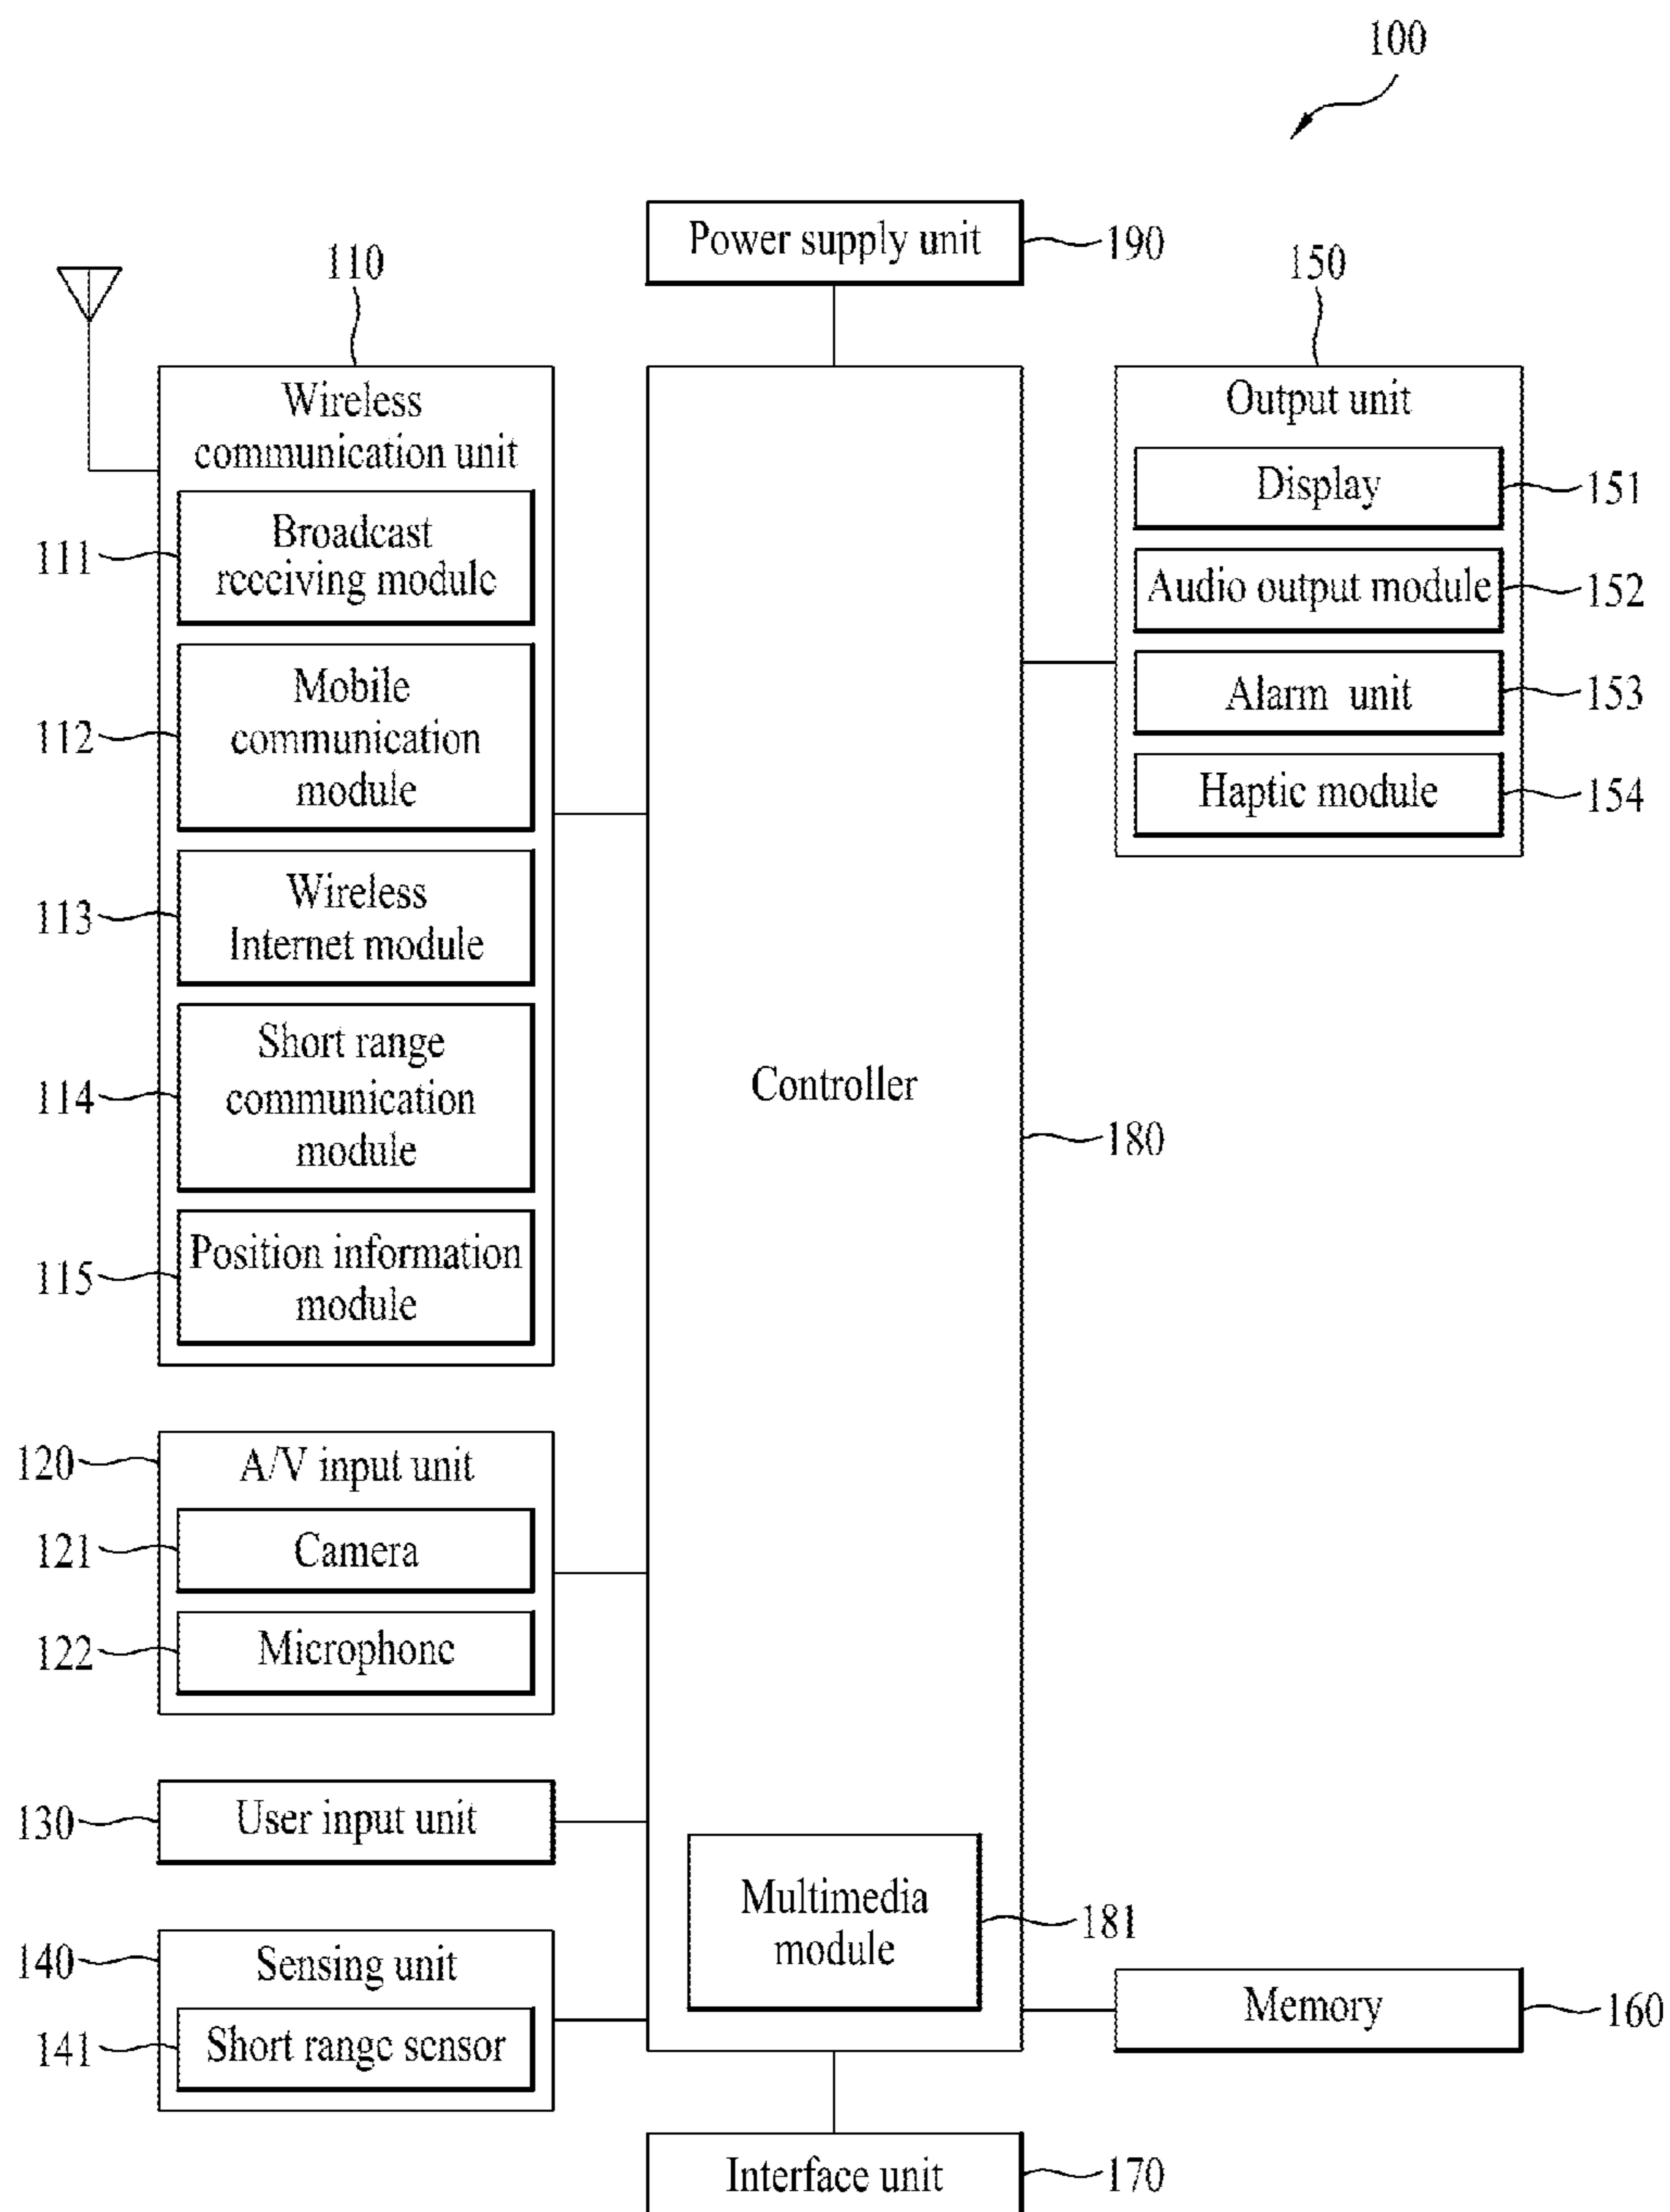 100
Power supply unit
190
110
Wireless
communication unit
111
Broadcast
receiving module
112
Mobile
communication
module
113
Wireless
Internet module
114
Short range
communication
module
115
Position information
module
120
A/V input unit
121
Camera
122
Microphone
130
User input unit
140
Sensing unit
141
Short range sensor
Controller
180
Multimedia
module
181
150
Output unit
Display
151
Audio output module
152
Alarm unit
153
Haptic module
154
Memory
160
Interface unit
170